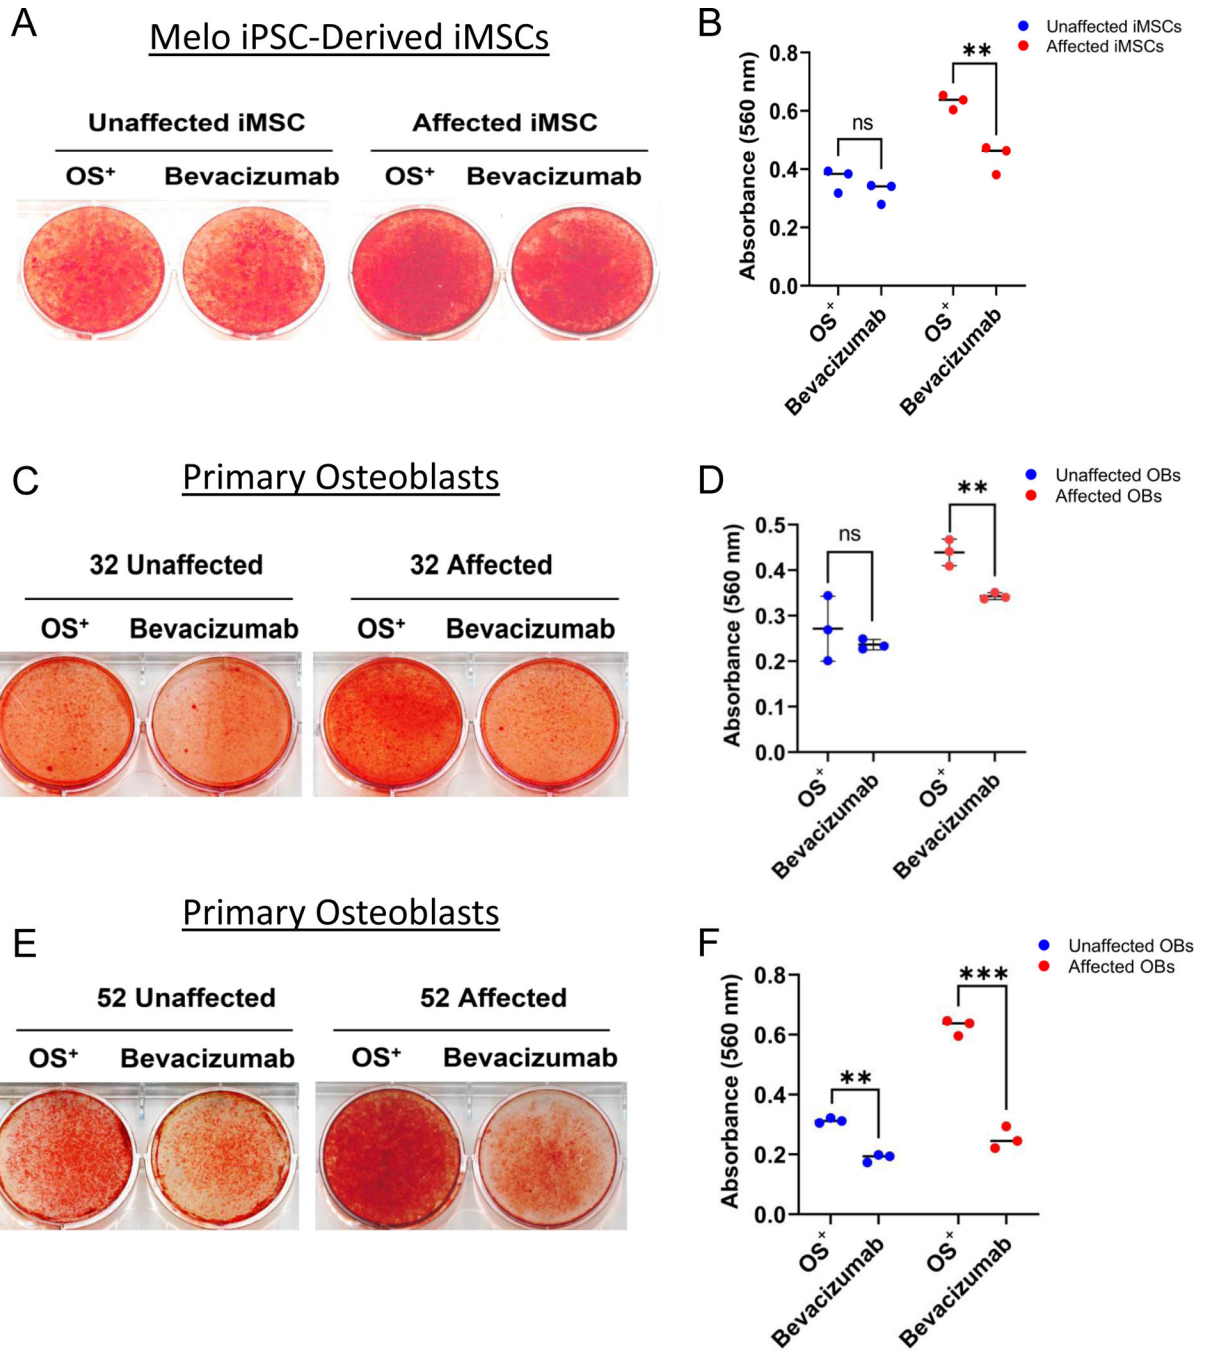 A
Melo iPSC-Derived iMSCs
Unaffected iMSC
Affected iMSC
OS+
Bevacizumab
OS+
Bevacizumab
B
Unaffected iMSCs
Affected iMSCs
Absorbance (560 nm)
0.8
0.6
0.4
0.2
0.0
ns
**
OS+
Bevacizumab
OS+
Bevacizumab
C
Primary Osteoblasts
32 Unaffected
32 Affected
OS+
Bevacizumab
OS+
Bevacizumab
D
Unaffected OBs
Affected OBs
Absorbance (560 nm)
0.5
0.4
0.3
0.2
0.1
0.0
ns
**
OS+
Bevacizumab
OS+
Bevacizumab
E
Primary Osteoblasts
52 Unaffected
52 Affected
OS+
Bevacizumab
OS+
Bevacizumab
F
Unaffected OBs
Affected OBs
Absorbance (560 nm)
0.8
0.6
0.4
0.2
0.0
**
***
OS+
Bevacizumab
OS+
Bevacizumab